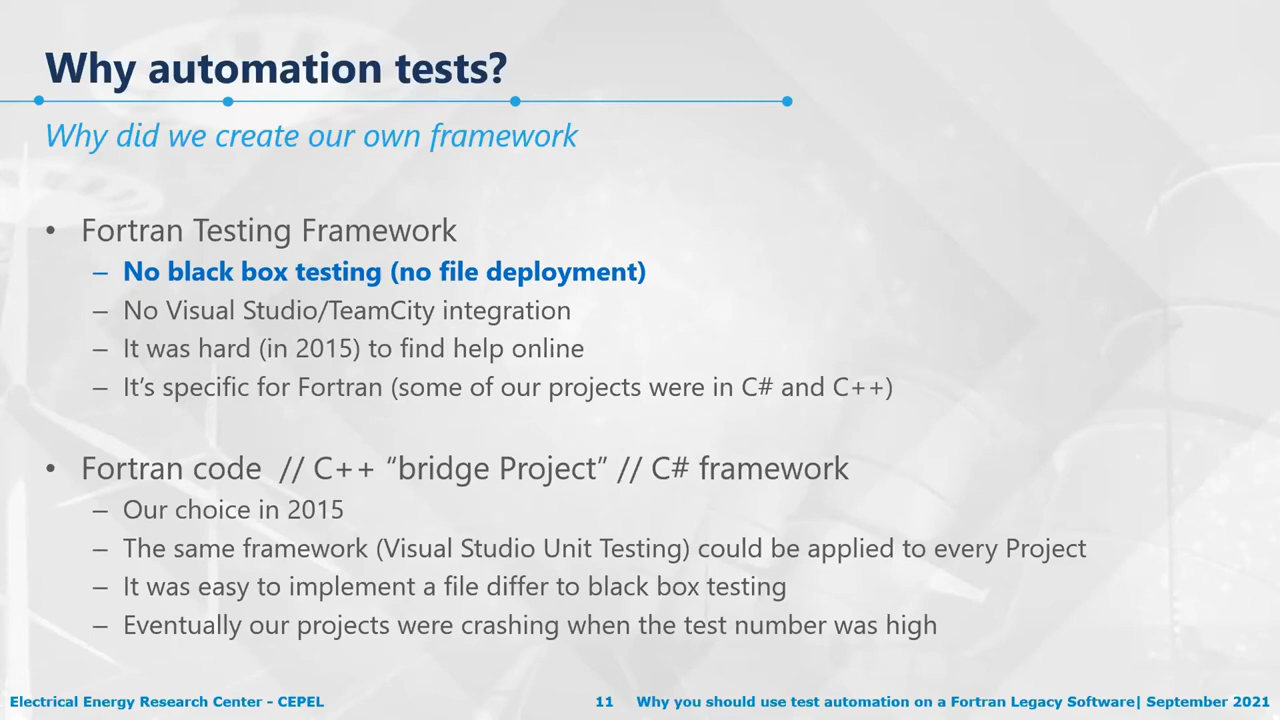 Why automation tests?
Why did we create our own framework
• Fortran Testing Framework
– No black box testing (no file deployment)
– No Visual Studio/TeamCity integration
– It was hard (in 2015) to find help online
– It’s specific for Fortran (some of our projects were in C# and C++)
• Fortran code // C++ “bridge Project” // C# framework
– Our choice in 2015
– The same framework (Visual Studio Unit Testing) could be applied to every Project
– It was easy to implement a file differ to black box testing
– Eventually our projects were crashing when the test number was high
Electrical Energy Research Center - CEPEL 11 Why you should use test automation on a Fortran Legacy Software| September 2021